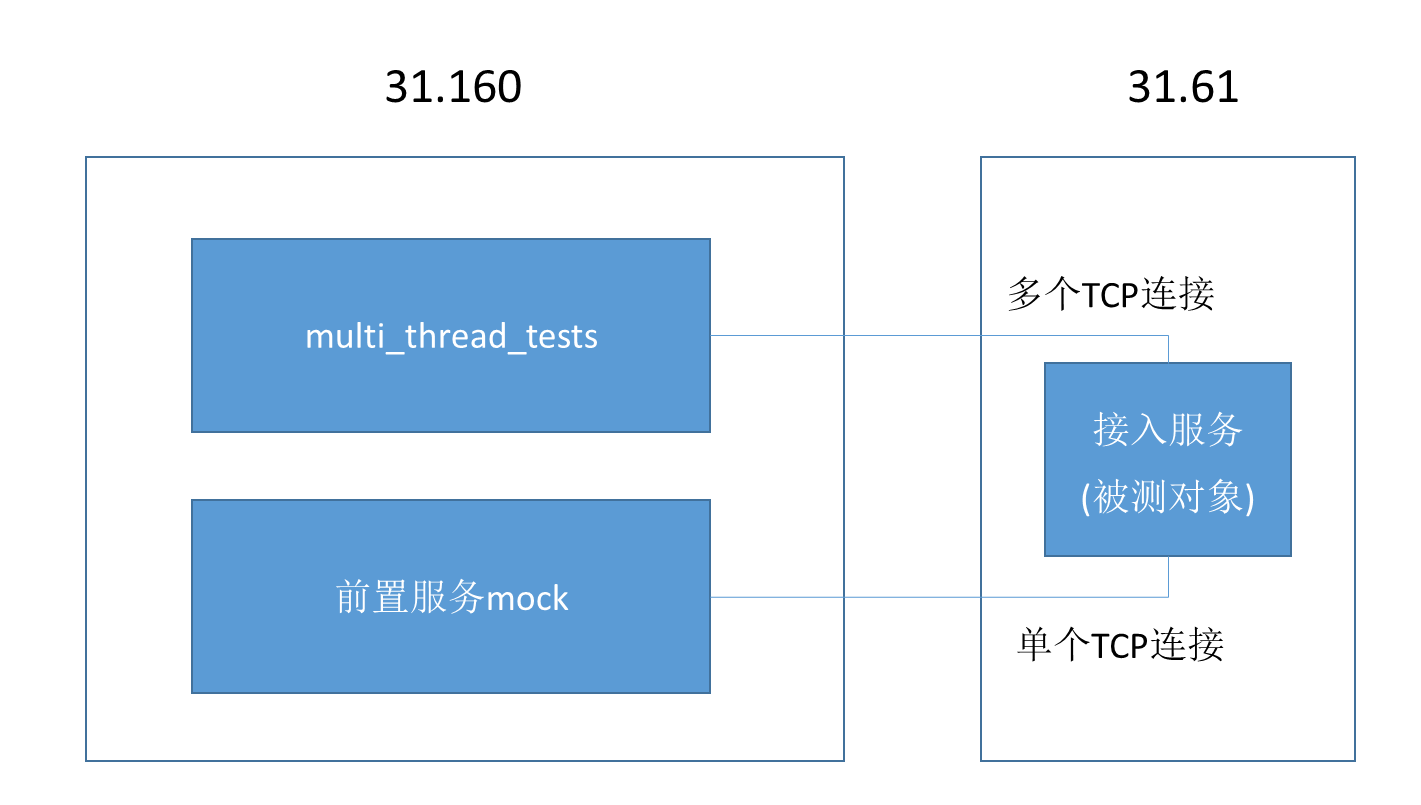 31.160
31.61
multi_thread_tests
多个TCP连接
接入服务
(被测对象)
前置服务mock
单个TCP连接